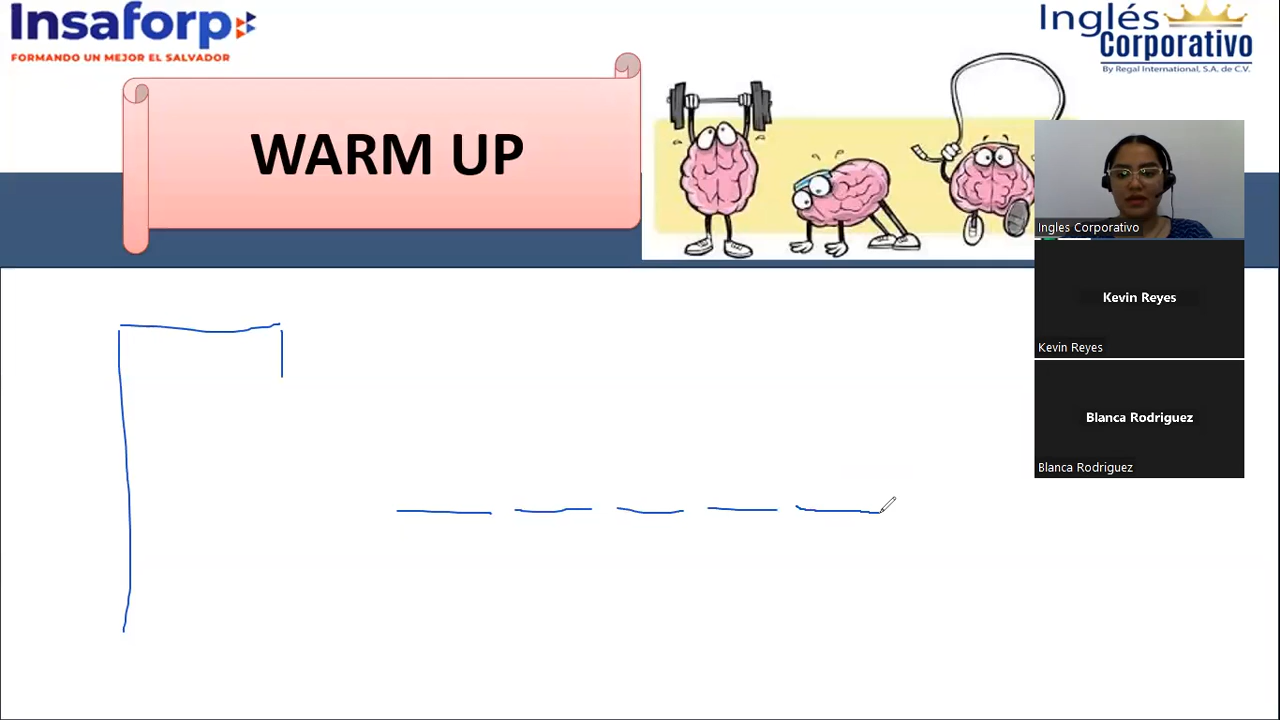 Insaforp
FORMANDO UN MEJOR EL SALVADOR
Inglés
Corporativo
By Regal International, S.A. de C.V.
WARM UP
Ingles Corporativo
Kevin Reyes
Kevin Reyes
Blanca Rodriguez
Blanca Rodriguez